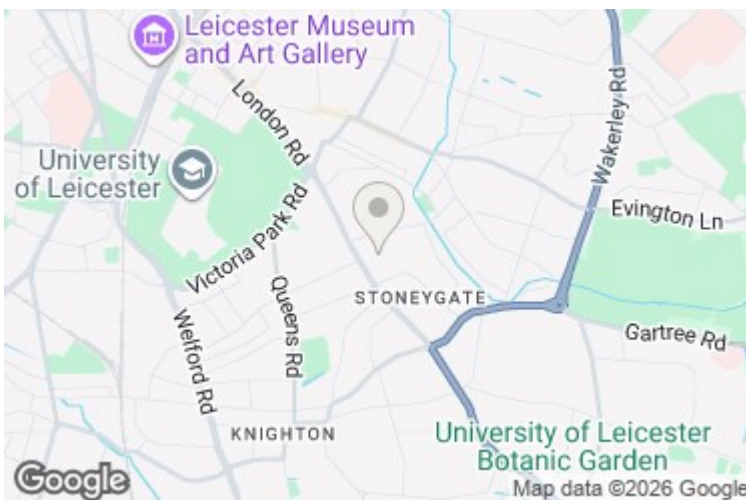 Leicester Museum
and Art Gallery
London Rd
University
of Leicester
Victoria Park Rd
Wakerley Rd
Evington Ln
Queens Rd
STONEYGATE
Welford Rd
Gartree Rd
KNIGHTON
University of Leicester
Botanic Garden
Google
Map data ©2026 Google